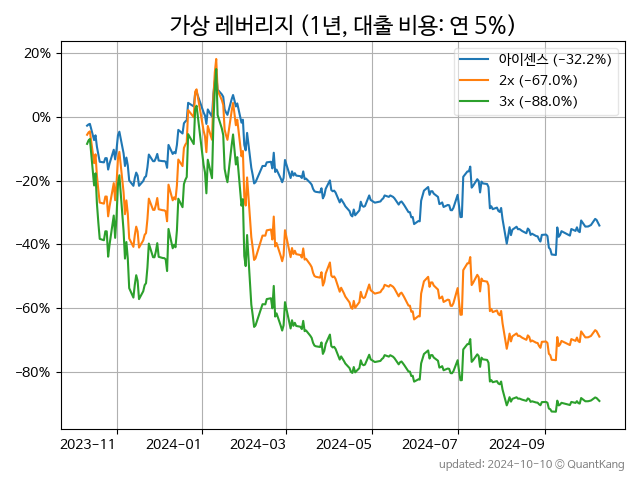 가상 레버리지 (1년, 대출 비용: 연 5%)
아이센스 (−32.2%)
2x (−67.0%)
3x (−88.0%)
20%
0%
−20%
−40%
−60%
−80%
2023-11 2024-01 2024-03 2024-05 2024-07 2024-09
updated: 2024-10-10 © QuantKang